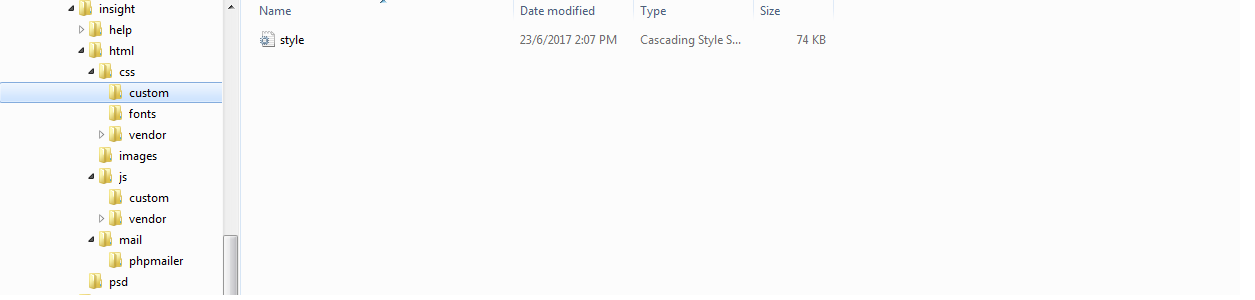 insight
help
html
css
custom
fonts
vendor
images
js
custom
vendor
mail
phpmailer
psd
Name Date modified Type Size
style 23/6/2017 2:07 PM Cascading Style S... 74 KB